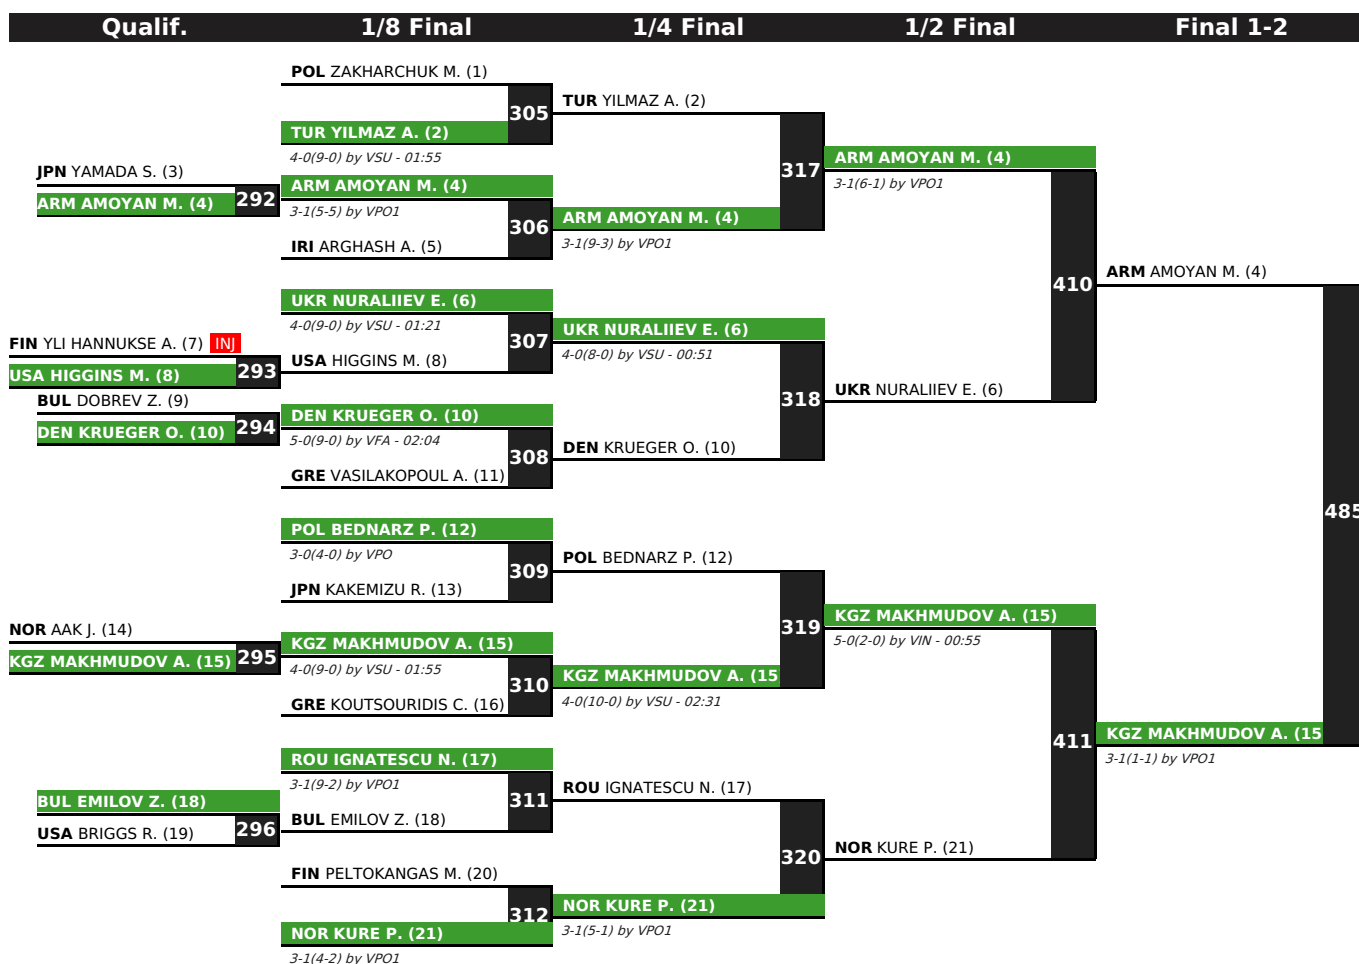 Qualif. 1/8 Final 1/4 Final 1/2 Final Final 1-2
POL ZAKHARCHUK M. (1)
305
TUR YILMAZ A. (2)
4-0(9-0) by VSU - 01:55
JPN YAMADA S. (3)
ARM AMOYAN M. (4)
292
ARM AMOYAN M. (4)
3-1(5-5) by VPO1
306
IRI ARGHASH A. (5)
UKR NURALIIEV E. (6)
4-0(9-0) by VSU - 01:21
307
USA HIGGINS M. (8)
FIN YLI HANNUKSE A. (7) INJ
USA HIGGINS M. (8)
293
BUL DOBREV Z. (9)
DEN KRUEGER O. (10)
294
DEN KRUEGER O. (10)
5-0(9-0) by VFA - 02:04
308
GRE VASILAKOPOUL A. (11)
POL BEDNARZ P. (12)
3-0(4-0) by VPO
309
JPN KAKEMIZU R. (13)
NOR AAK J. (14)
KGZ MAKHMUDOV A. (15)
295
KGZ MAKHMUDOV A. (15)
4-0(9-0) by VSU - 01:55
310
GRE KOUTSOURIDIS C. (16)
ROU IGNATESCU N. (17)
3-1(9-2) by VPO1
311
BUL EMILOV Z. (18)
BUL EMILOV Z. (18)
USA BRIGGS R. (19)
296
FIN PELTOKANGAS M. (20)
312
NOR KURE P. (21)
3-1(4-2) by VPO1
TUR YILMAZ A. (2)
317
ARM AMOYAN M. (4)
3-1(9-3) by VPO1
UKR NURALIIEV E. (6)
4-0(8-0) by VSU - 00:51
318
DEN KRUEGER O. (10)
POL BEDNARZ P. (12)
319
KGZ MAKHMUDOV A. (15
4-0(10-0) by VSU - 02:31
ROU IGNATESCU N. (17)
320
NOR KURE P. (21)
3-1(5-1) by VPO1
ARM AMOYAN M. (4)
3-1(6-1) by VPO1
410
UKR NURALIIEV E. (6)
KGZ MAKHMUDOV A. (15)
5-0(2-0) by VIN - 00:55
411
NOR KURE P. (21)
ARM AMOYAN M. (4)
485
KGZ MAKHMUDOV A. (15
3-1(1-1) by VPO1